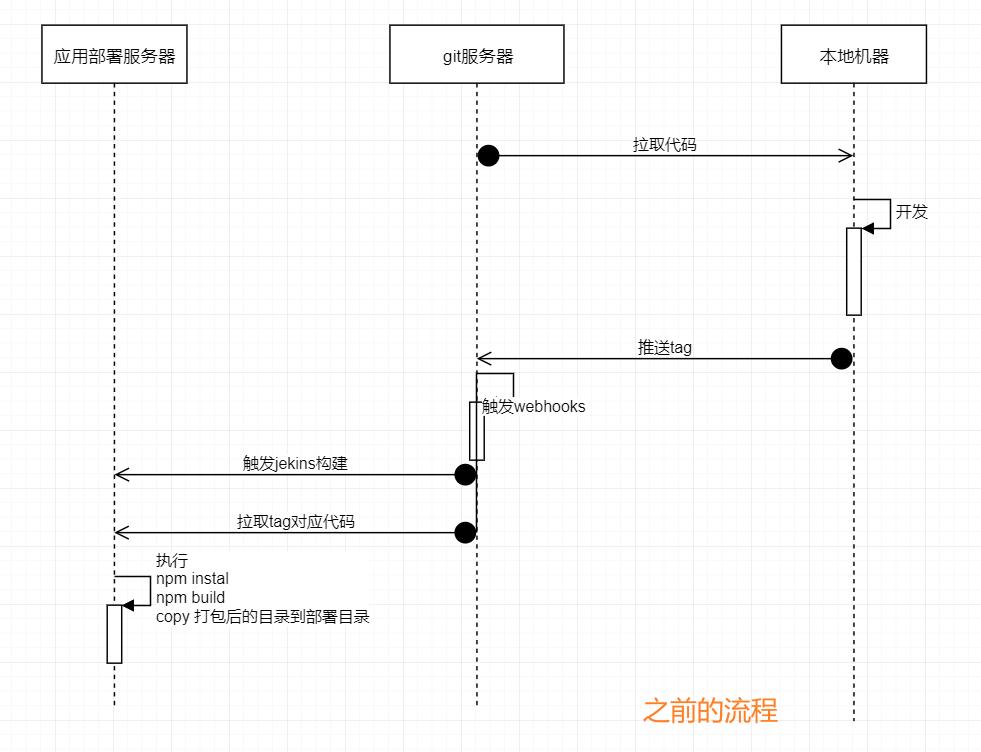 应用部署服务器
git服务器
本地机器
拉取代码
开发
推送tag
触发webhooks
触发jekins构建
拉取tag对应代码
执行
npm instal
npm build
copy 打包后的目录到部署目录
之前的流程